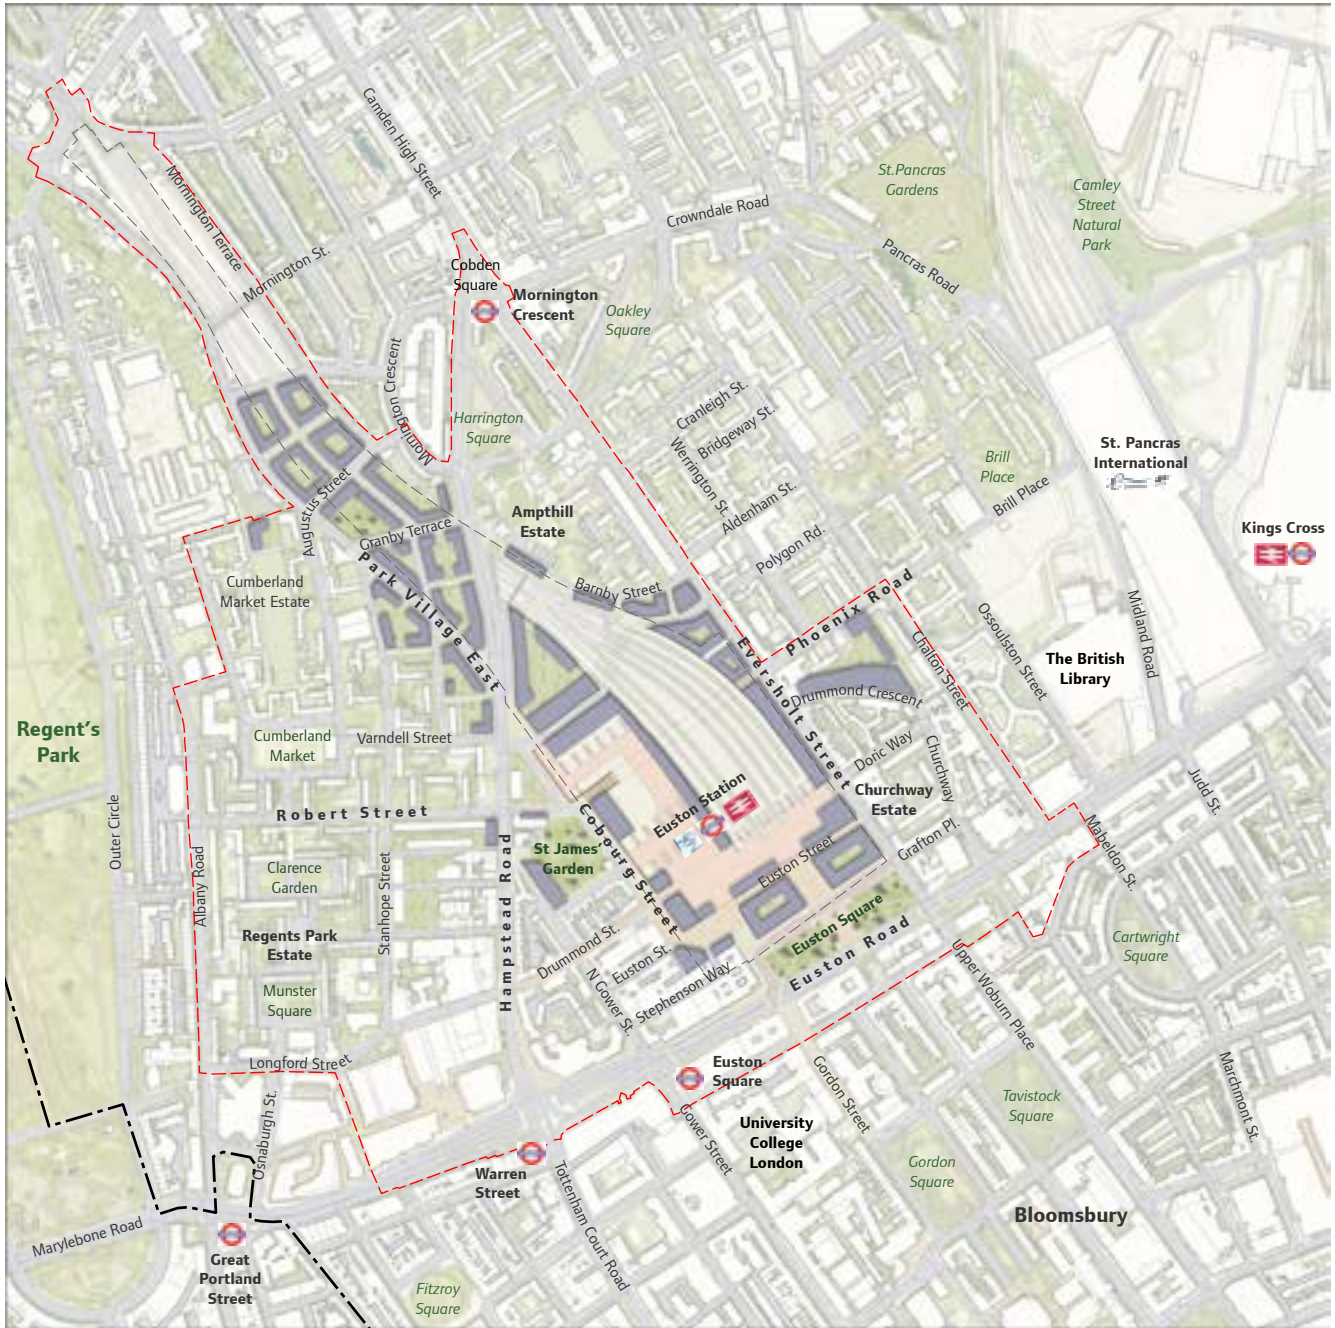 Camden High Street
St.Pancras
Gardens
Camley
Street
Natural
Park
Mornington Terrace
Crowndale Road
Pancras Road
Mornington St.
Cobden
Square
Mornington
Crescent
Oakley
Square
Mornington Crescent
Harrington
Square
Cranleigh St.
Bridgeway St.
Werrington St.
Aldenham St.
Polygon Rd.
Brill
Place
Brill Place
St. Pancras
International
Kings Cross
Augustus Street
Granby Terrace
Ampthill
Estate
Barnby Street
Cumberland
Market Estate
Park Village East
Phoenix Road
Eversholt Street
Chalton Street
Ossoulston Street
Midland Road
The British
Library
Drummond Crescent
Regent's
Park
Cumberland
Market
Varndell Street
Doric Way
Churchway
Churchway
Estate
Judd St.
Outer Circle
Robert Street
Euston Station
Cobourg Street
St James'
Garden
Hampstead Road
Euston Street
Grafton Pl.
Mabeldon St.
Albany Road
Clarence
Garden
Stanhope Street
Regents Park
Estate
Euston Square
Euston Road
Cartwright
Square
Drummond St.
Euston St.
N Gower St.
Stephenson Way
Upper Woburn Place
Munster
Square
Longford Street
Euston
Square
Gordon Street
Marchmont St.
Osnaburgh St.
Gower Street
University
College
London
Tavistock
Square
Warren
Street
Tottenham Court Road
Gordon
Square
Bloomsbury
Marylebone Road
Great
Portland
Street
Fitzroy
Square